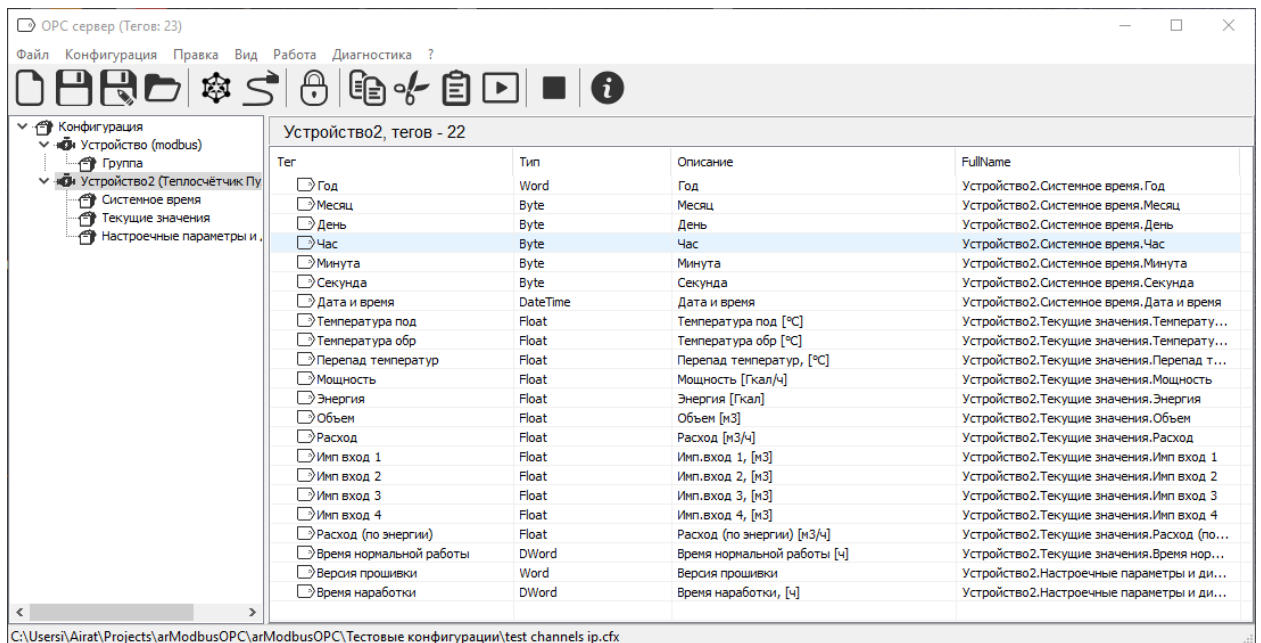 OPC сервер (Тегов: 23)
Файл Конфигурация Правка Вид Работа Диагностика ?
Конфигурация
Устройство (modbus)
Группа
Устройство2 (Теплосчётчик Пу
Системное время
Текущие значения
Настроечные параметры и
Устройство2, тегов - 22
Тег Тип Описание FullName
Год Word Год Устройство2.Системное время.Год
Месяц Byte Месяц Устройство2.Системное время.Месяц
День Byte День Устройство2.Системное время.День
Час Byte Час Устройство2.Системное время.Час
Минута Byte Минута Устройство2.Системное время.Минута
Секунда Byte Секунда Устройство2.Системное время.Секунда
Дата и время DateTime Дата и время Устройство2.Системное время.Дата и время
Температура под Float Температура под [°C] Устройство2.Текущие значения.Температу...
Температура обр Float Температура обр [°C] Устройство2.Текущие значения.Температу...
Перепад температур Float Перепад температур, [°C] Устройство2.Текущие значения.Перепад т...
Мощность Float Мощность [Гкал/ч] Устройство2.Текущие значения.Мощность
Энергия Float Энергия [Гкал] Устройство2.Текущие значения.Энергия
Объем Float Объем [м3] Устройство2.Текущие значения.Объем
Расход Float Расход [м3/ч] Устройство2.Текущие значения.Расход
Имп вход 1 Float Имп.вход 1, [м3] Устройство2.Текущие значения.Имп вход 1
Имп вход 2 Float Имп.вход 2, [м3] Устройство2.Текущие значения.Имп вход 2
Имп вход 3 Float Имп.вход 3, [м3] Устройство2.Текущие значения.Имп вход 3
Имп вход 4 Float Имп.вход 4, [м3] Устройство2.Текущие значения.Имп вход 4
Расход (по энергии) Float Расход (по энергии) [м3/ч] Устройство2.Текущие значения.Расход (по...
Время нормальной работы DWord Время нормальной работы [ч] Устройство2.Текущие значения.Время нор...
Версия прошивки Word Версия прошивки Устройство2.Настроечные параметры и ди...
Время наработки DWord Время наработки, [ч] Устройство2.Настроечные параметры и ди...
C:\Usersi\Airat\Projects\arModbusOPC\arModbusOPC\Тестовые конфигурации\test channels ip.cfx